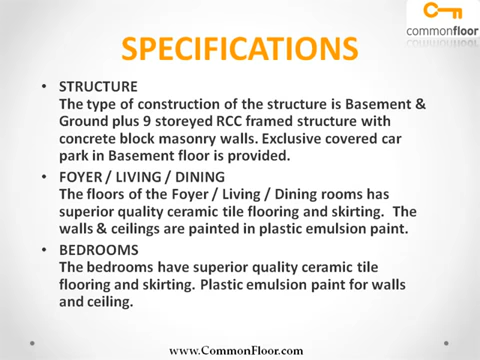 commonfloor
SPECIFICATIONS
• STRUCTURE
The type of construction of the structure is Basement &
Ground plus 9 storeyed RCC framed structure with
concrete block masonry walls. Exclusive covered car
park in Basement floor is provided.
• FOYER / LIVING / DINING
The floors of the Foyer / Living / Dining rooms has
superior quality ceramic tile flooring and skirting.  The
walls & ceilings are painted in plastic emulsion paint.
• BEDROOMS
The bedrooms have superior quality ceramic tile
flooring and skirting. Plastic emulsion paint for walls
and ceiling.
www.CommonFloor.com